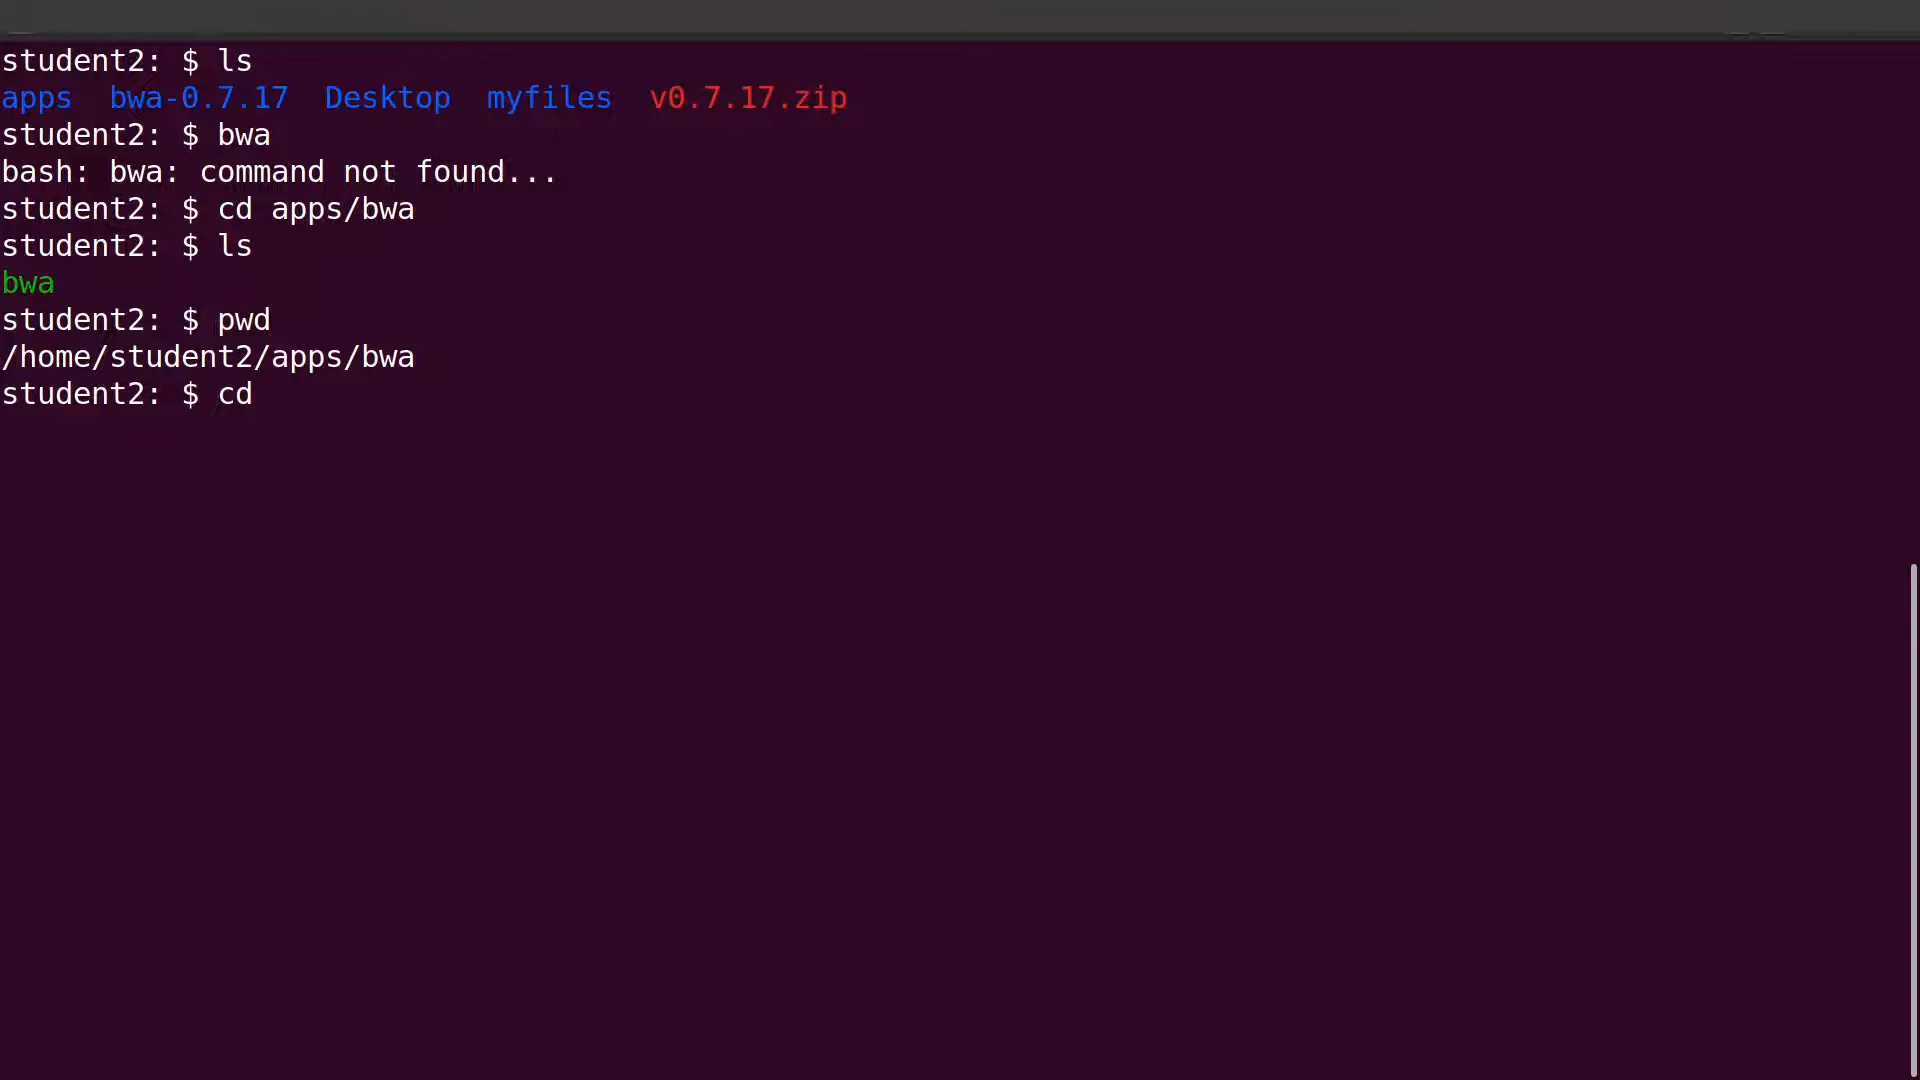 student2: $ ls
apps  bwa-0.7.17  Desktop  myfiles  v0.7.17.zip
student2: $ bwa
bash: bwa: command not found...
student2: $ cd apps/bwa
student2: $ ls
bwa
student2: $ pwd
/home/student2/apps/bwa
student2: $ cd